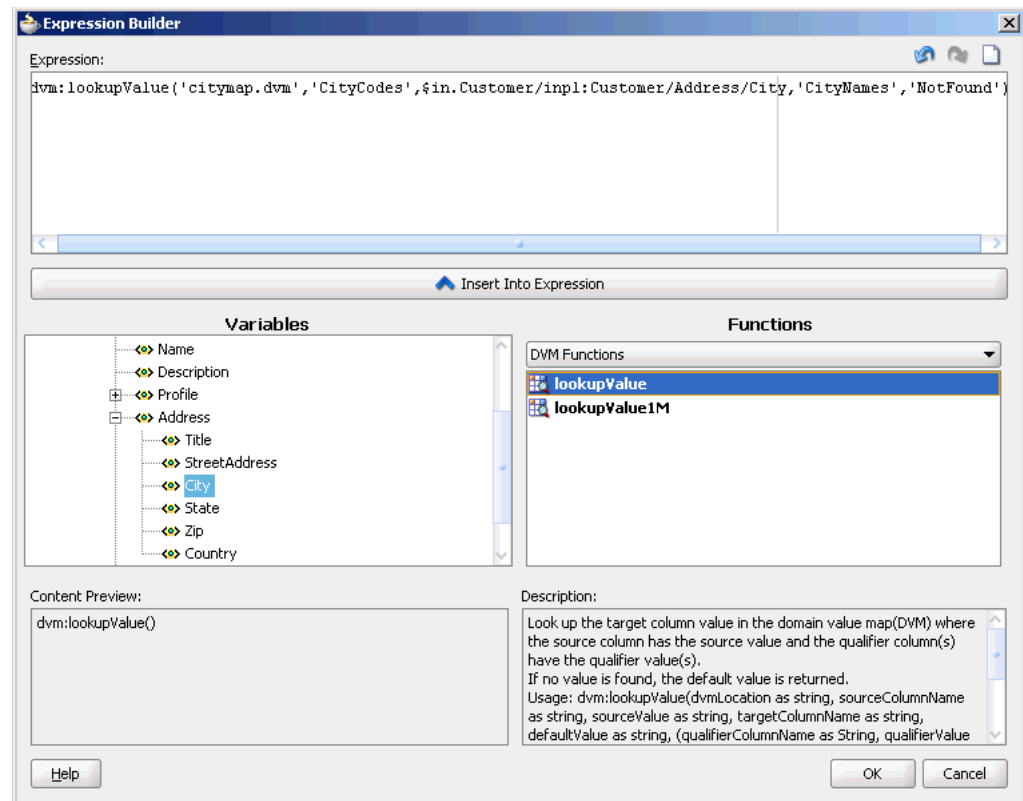 Expression Builder
Expression:
dvm:lookupValue('citymap.dvm','CityCodes',$in.Customer/inp1:Customer/Address/City,'CityNames','NotFound')
Insert Into Expression
Variables
Functions
Name
Description
Profile
Address
Title
StreetAddress
City
State
Zip
Country
DVM Functions
lookupValue
lookupValue1M
Content Preview:
dvm:lookupValue()
Description:
Look up the target column value in the domain value map(DVM) where
the source column has the source value and the qualifier column(s)
have the qualifier value(s).
If no value is found, the default value is returned.
Usage: dvm:lookupValue(dvmLocation as string, sourceColumnName
as string, sourceValue as string, targetColumnName as string,
defaultValue as string, (qualifierColumnName as String, qualifierValue
Help
OK
Cancel